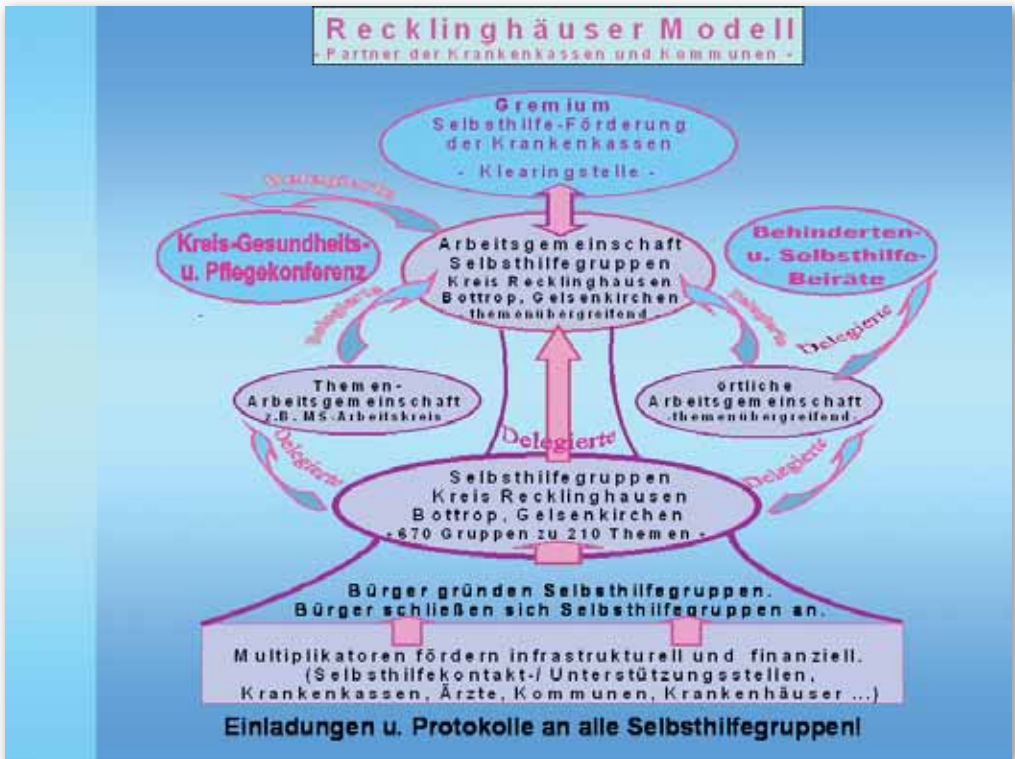 Recklinghäuser Modell
- Partner der Krankenkassen und Kommunen -
Gremium
Selbsthilfe-Förderung
der Krankenkassen
- Klearingstelle -
Delegierte
Kreis-Gesundheits-
u. Pflegekonferenz
Arbeitsgemeinschaft
Selbsthilfegruppen
Kreis Recklinghausen
Bottrop, Gelsenkirchen
themenübergreifend
Behinderten-
u. Selbsthilfe-
Beiräte
Delegierte
Delegierte
Delegierte
Themen-
Arbeitsgemeinschaft
z.B. MS-Arbeitskreis
örtliche
Arbeitsgemeinschaft
-themenübergreifend-
Delegierte
Delegierte
Delegierte
Selbsthilfegruppen
Kreis Recklinghausen
Bottrop, Gelsenkirchen
- 670 Gruppen zu 210 Themen -
Bürger gründen Selbsthilfegruppen.
Bürger schließen sich Selbsthilfegruppen an.
Multiplikatoren fördern infrastrukturell und finanziell.
(Selbsthilfekontakt-/ Unterstützungsstellen,
Krankenkassen, Ärzte, Kommunen, Krankenhäuser ...)
Einladungen u. Protokolle an alle Selbsthilfegruppen!